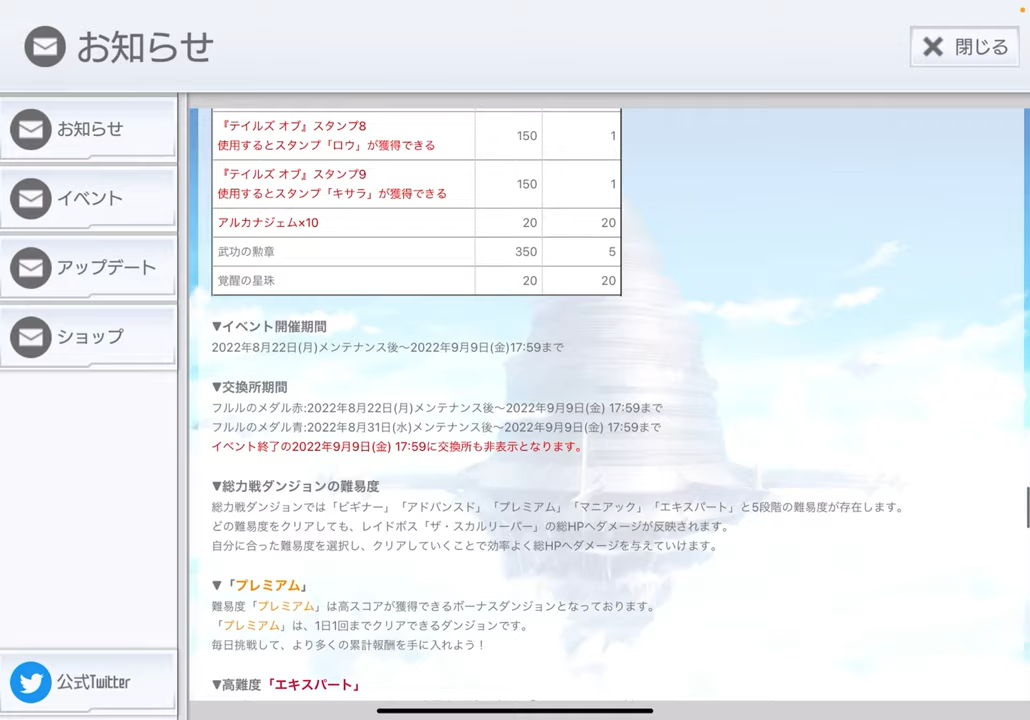 お知らせ
閉じる
お知らせ
イベント
アップデート
ショップ
公式Twitter
『テイルズ オブ』スタンプ8
使用するとスタンプ「ロウ」が獲得できる 150 1
『テイルズ オブ』スタンプ9
使用するとスタンプ「キサラ」が獲得できる 150 1
アルカナジェム×10 20 20
武功の勲章 350 5
覚醒の星珠 20 20
▼イベント開催期間
2022年8月22日(月)メンテナンス後〜2022年9月9日(金)17:59まで
▼交換所期間
フルルのメダル赤:2022年8月22日(月)メンテナンス後〜2022年9月9日(金) 17:59まで
フルルのメダル青:2022年8月31日(水)メンテナンス後〜2022年9月9日(金) 17:59まで
イベント終了の2022年9月9日(金) 17:59に交換所も非表示となります。
▼総力戦ダンジョンの難易度
総力戦ダンジョンでは「ビギナー」「アドバンスド」「プレミアム」「マニアック」「エキスパート」と5段階の難易度が存在します。
どの難易度をクリアしても、レイドボス「ザ・スカルリーパー」の総HPへダメージが反映されます。
自分に合った難易度を選択し、クリアしていくことで効率よく総HPへダメージを与えていけます。
▼「プレミアム」
難易度「プレミアム」は高スコアが獲得できるボーナスダンジョンとなっております。
「プレミアム」は、1日1回までクリアできるダンジョンです。
毎日挑戦して、より多くの累計報酬を手に入れよう！
▼高難度「エキスパート」